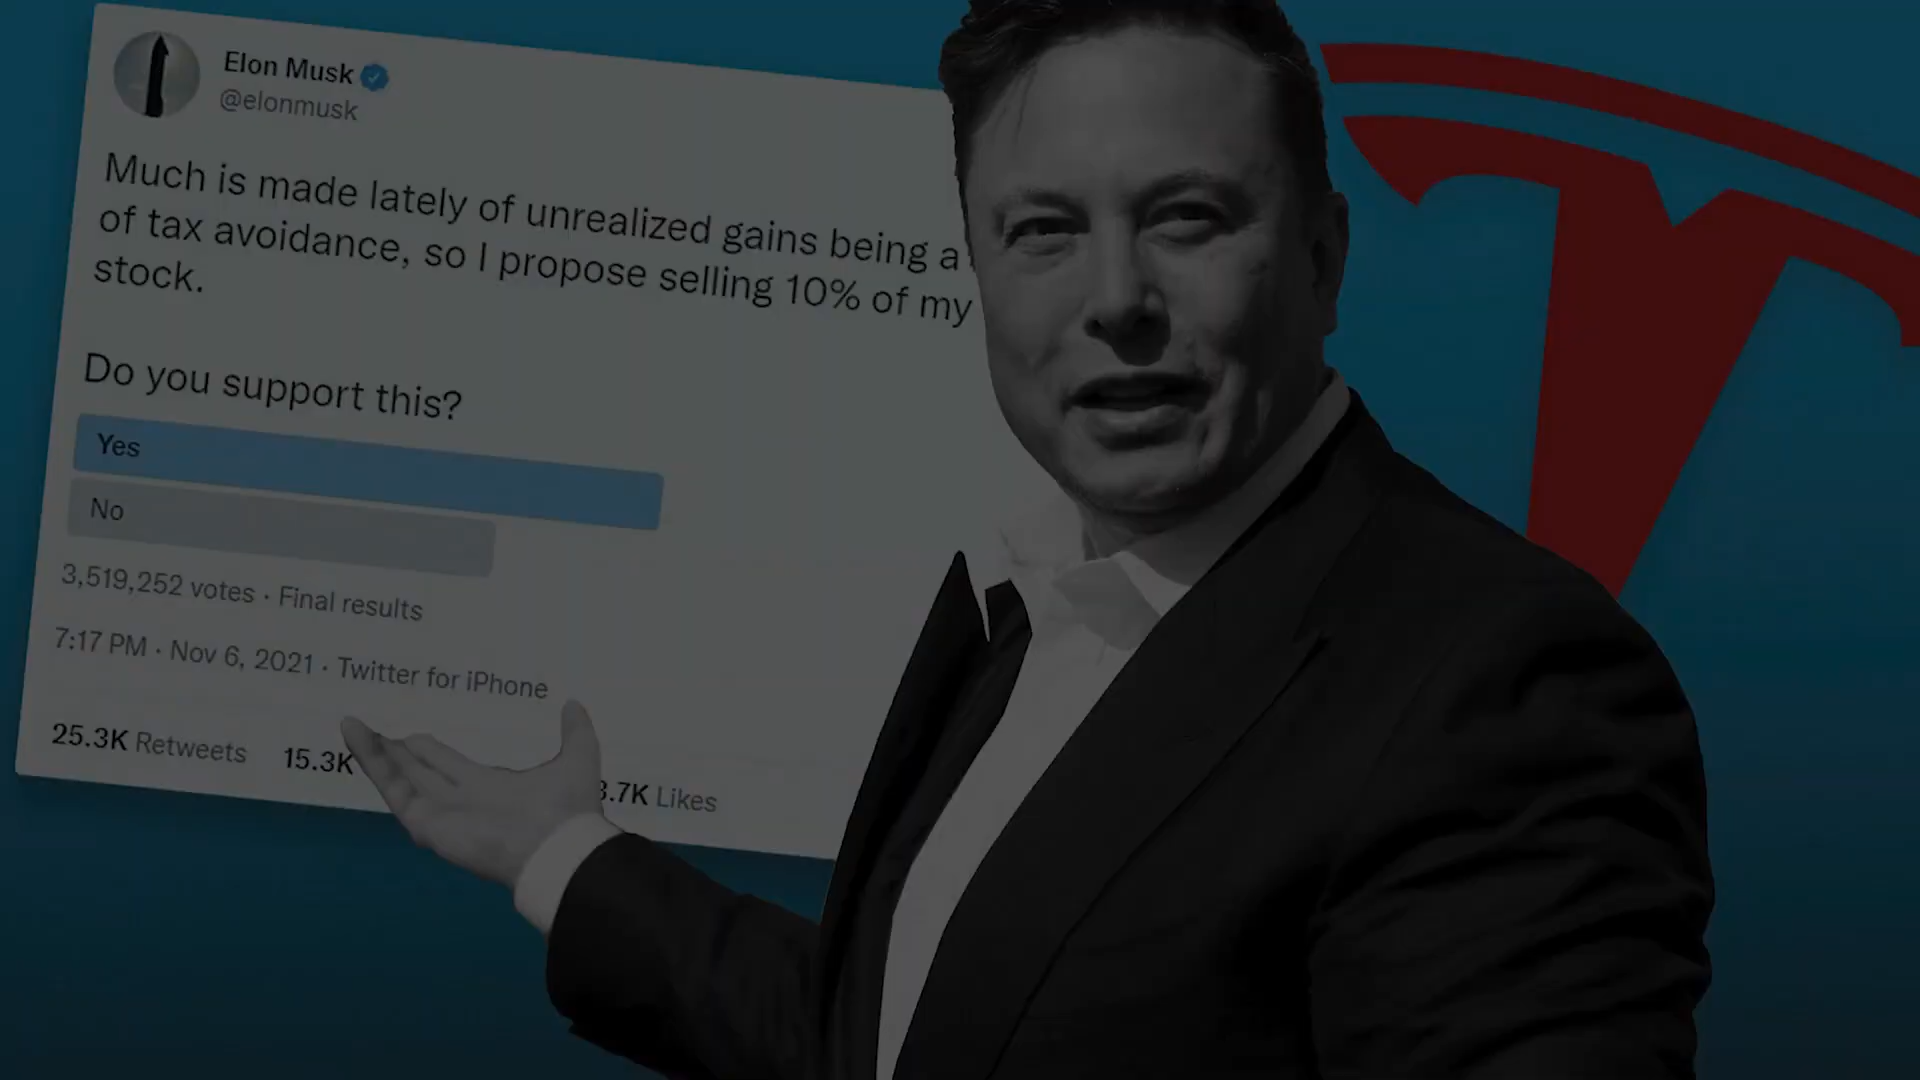 Elon Musk
@elonmusk
Much is made lately of unrealized gains being a
of tax avoidance, so I propose selling 10% of my
stock.
Do you support this?
Yes
No
3,519,252 votes · Final results
7:17 PM · Nov 6, 2021 · Twitter for iPhone
25.3K Retweets 15.3K 3.7K Likes